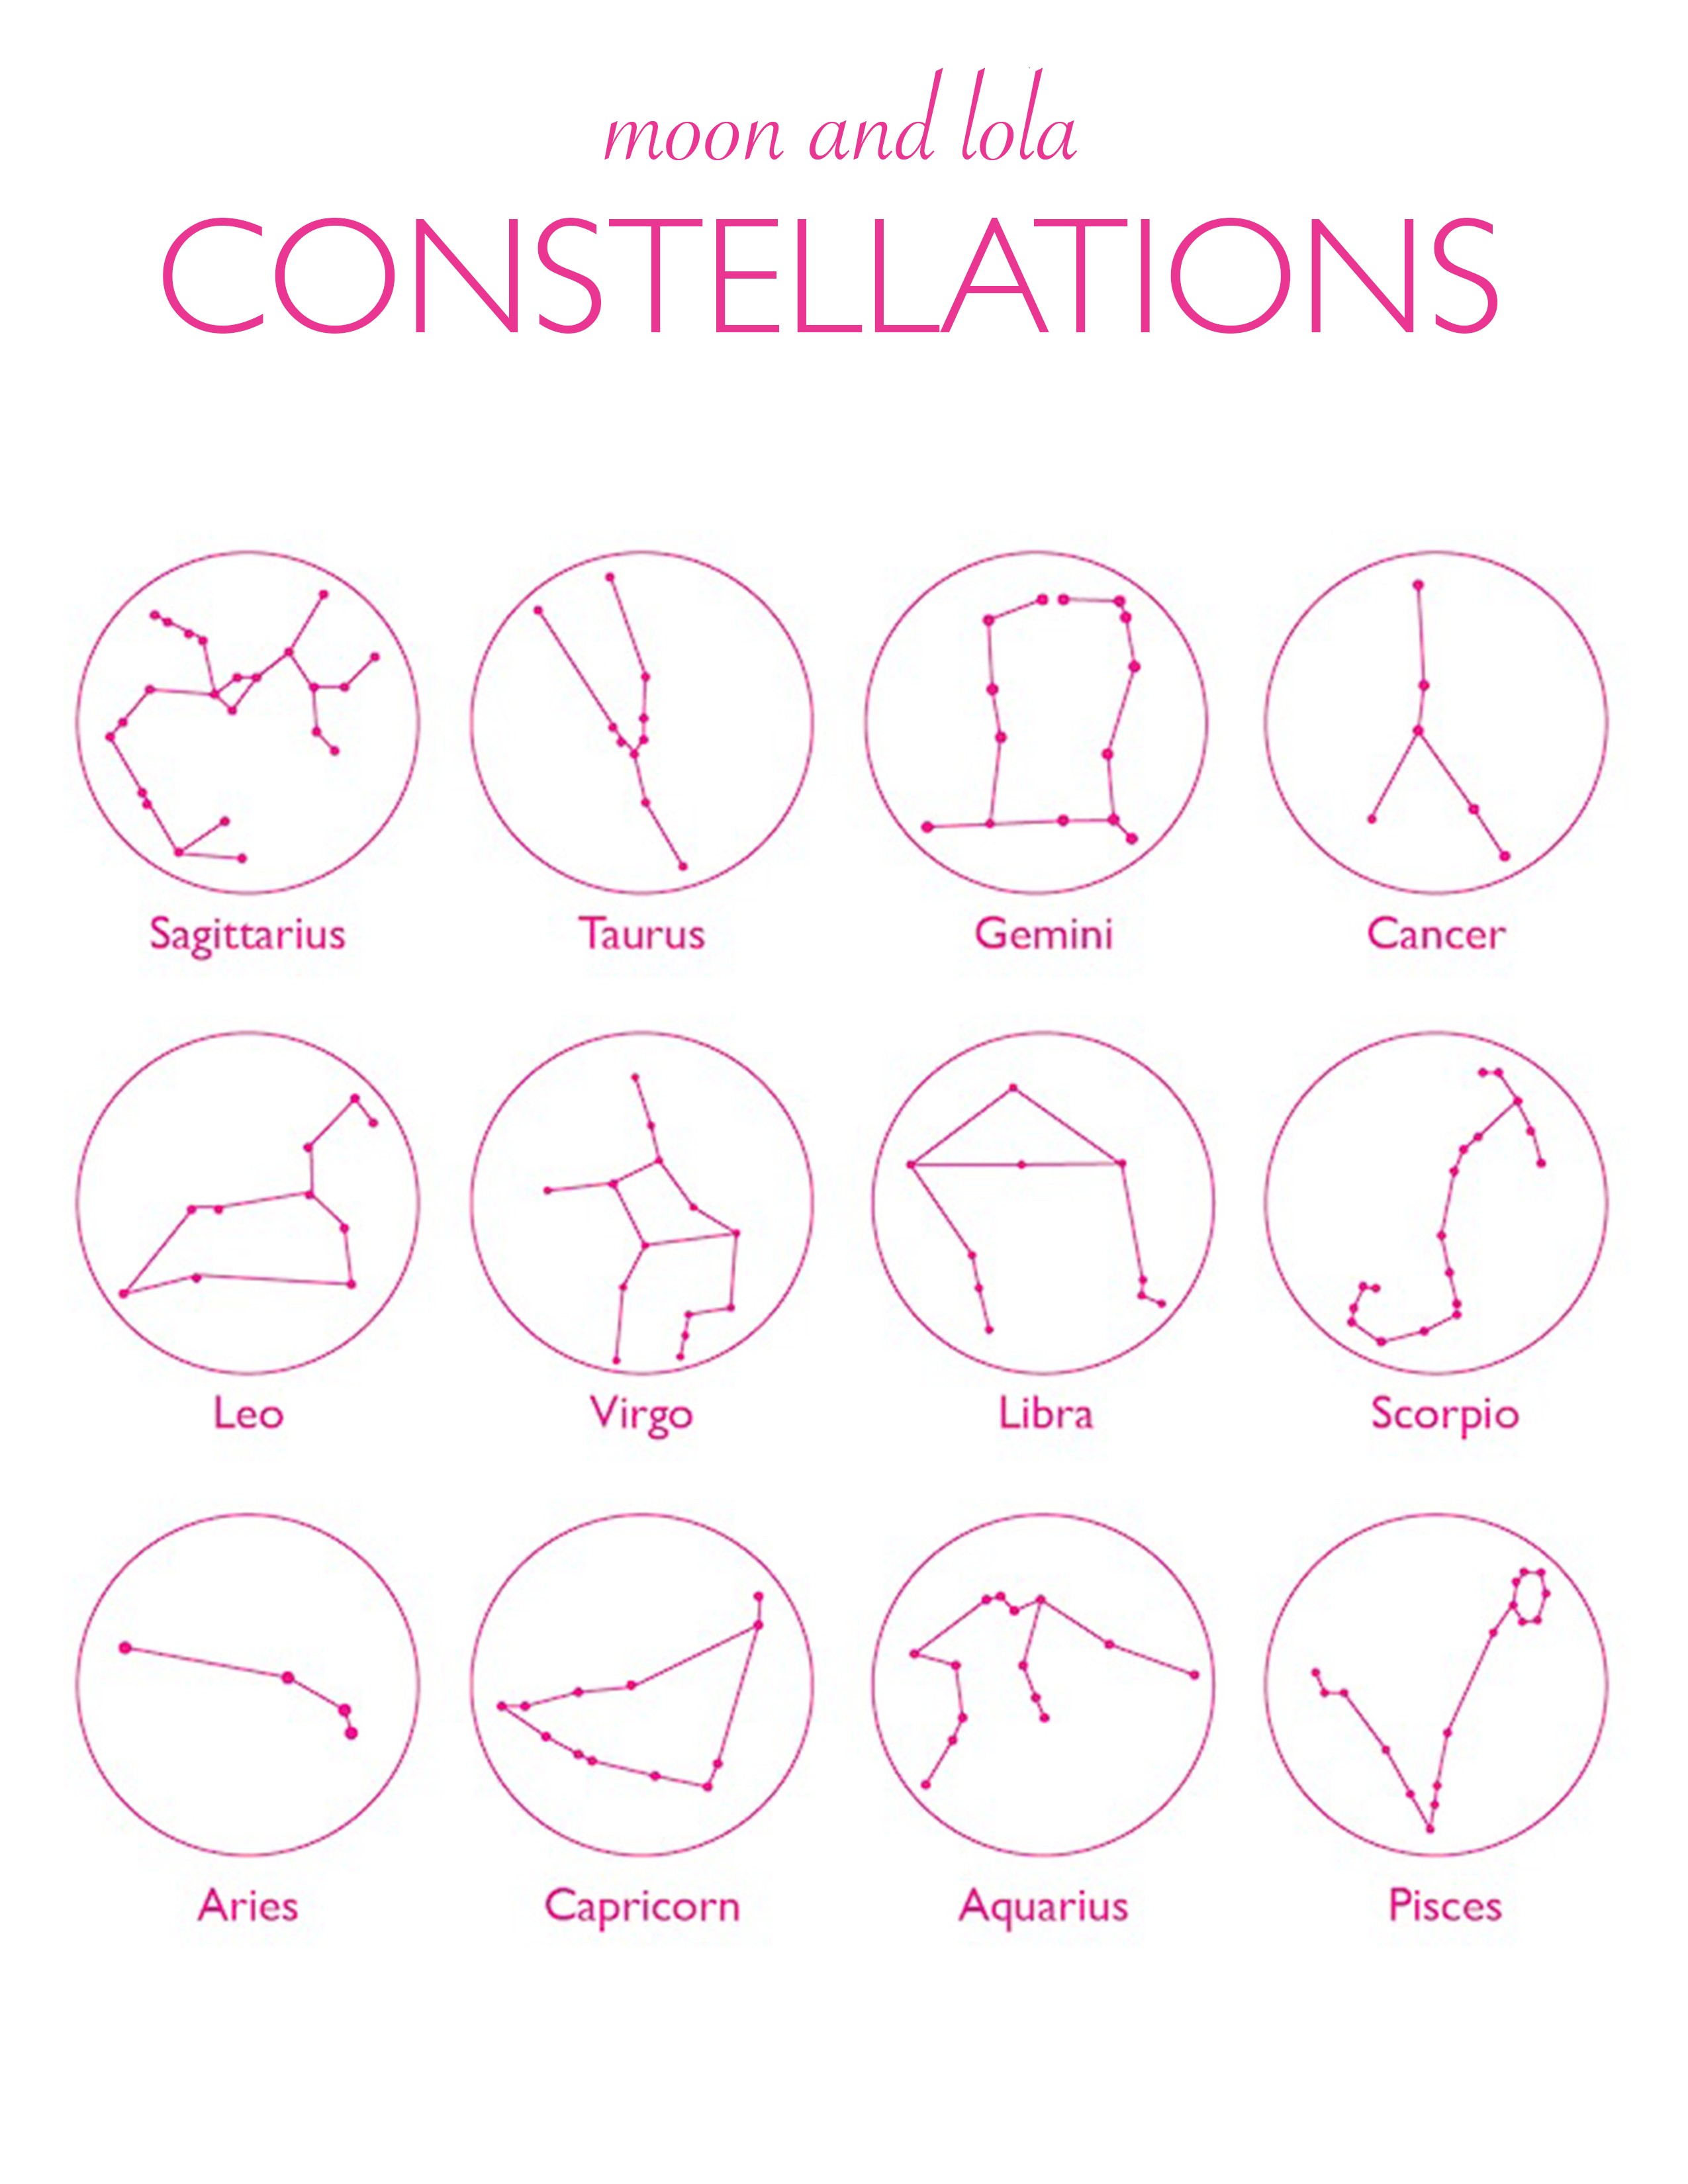 moon and lola
CONSTELLATIONS
Sagittarius
Taurus
Gemini
Cancer
Leo
Virgo
Libra
Scorpio
Aries
Capricorn
Aquarius
Pisces